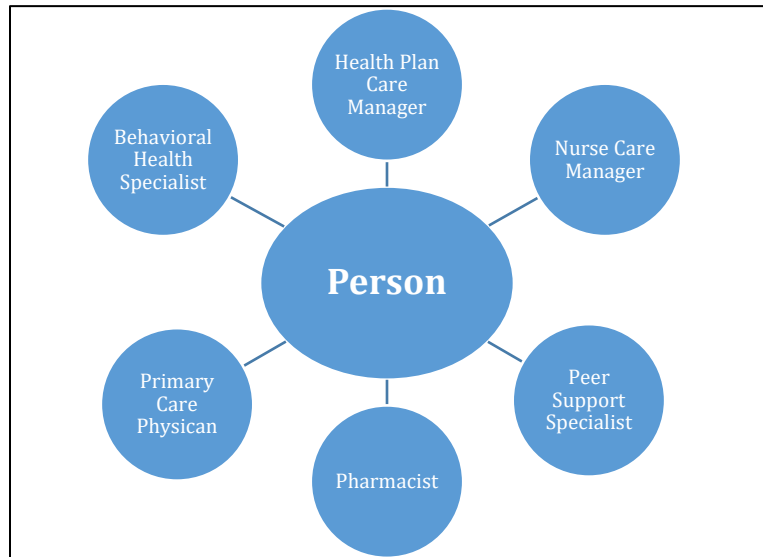 Health Plan
Care
Manager
Behavioral
Health
Specialist
Nurse Care
Manager
Person
Primary
Care
Physican
Peer
Support
Specialist
Pharmacist